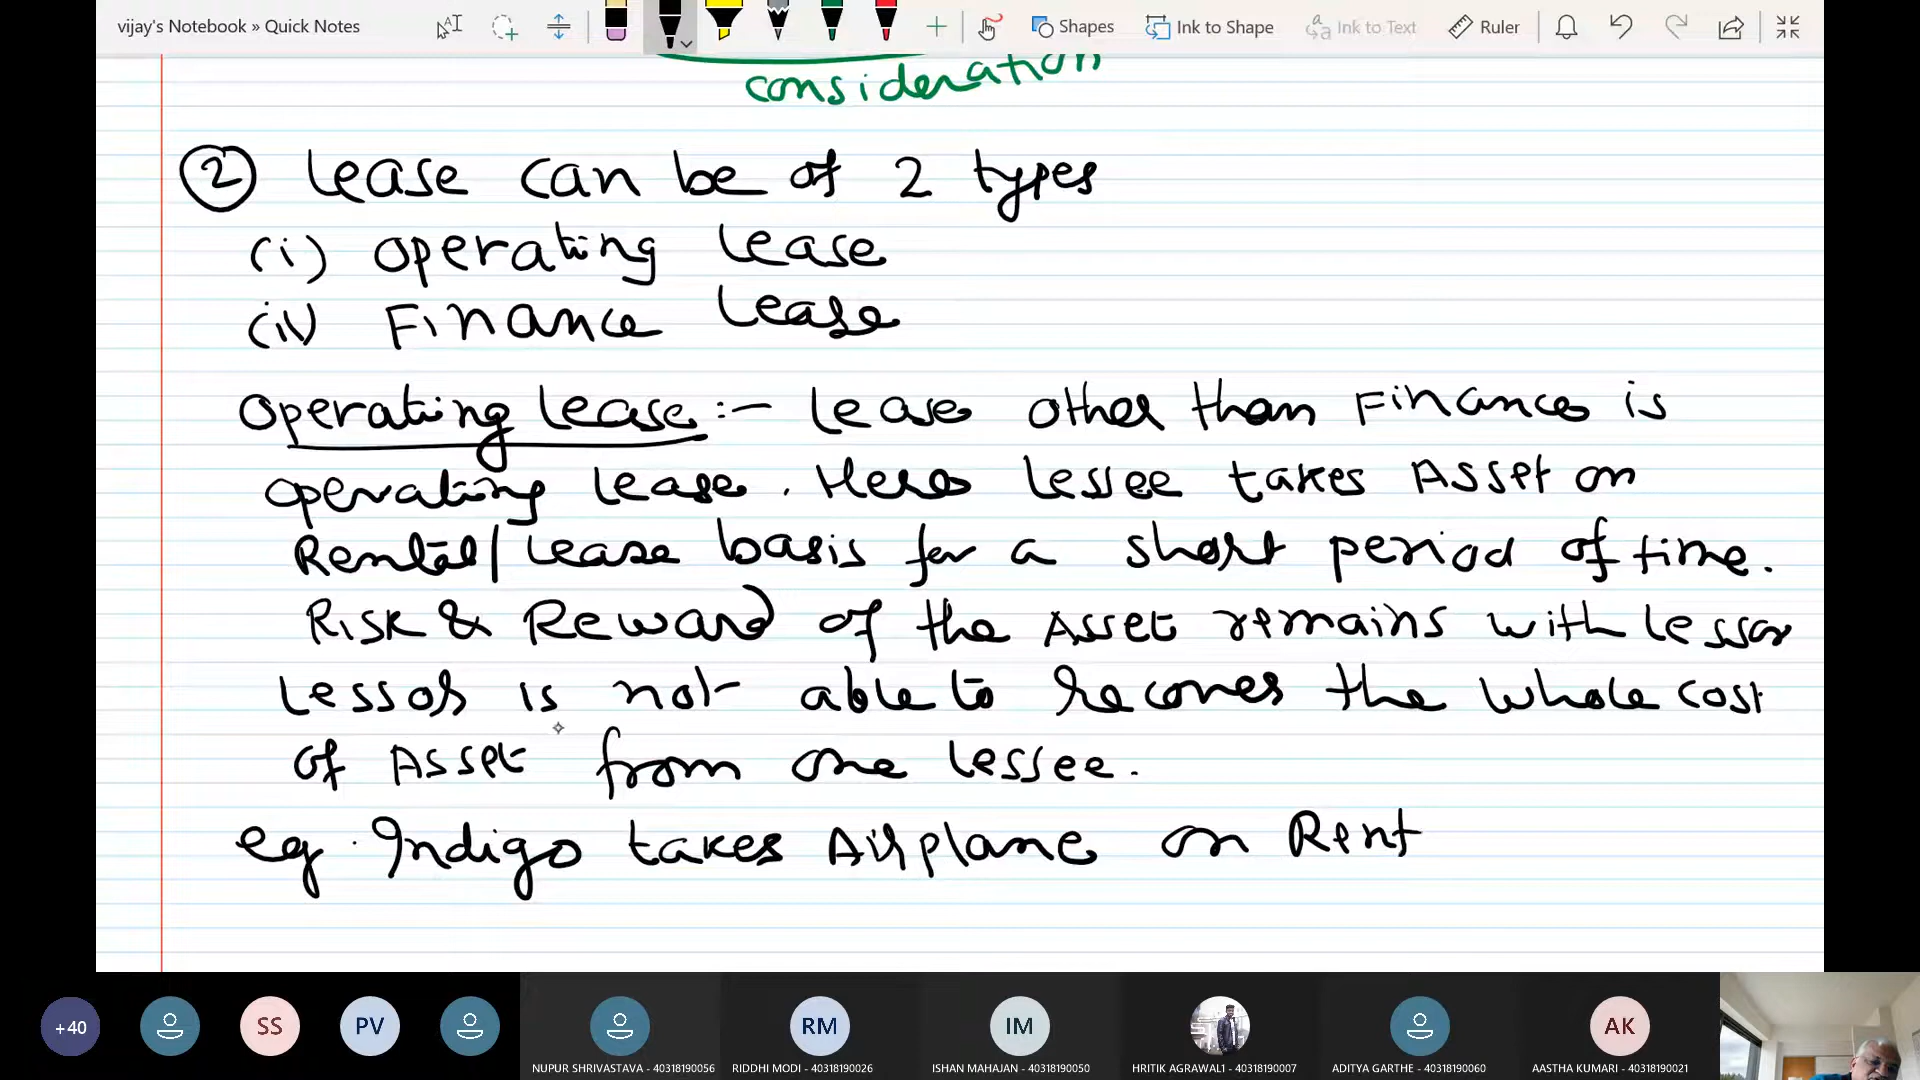 vijay's Notebook » Quick Notes
Shapes
Ink to Shape
Ink to Text
Ruler
consideration
② Lease can be of 2 types
(i) operating Lease
(ii) Finance Lease
operating lease :- Lease other than Finance is
operating lease. Here lessee takes Asset on
Rental/lease basis for a short period of time.
Risk & Reward of the Asset remains with lessor
Lessor is not able to recover the whole cost
of Asset from one lessee.
eg. Indigo takes Airplane on Rent
+40
SS
PV
RM
IM
AK
NUPUR SHRIVASTAVA - 40318190056
RIDDHI MODI - 40318190026
ISHAN MAHAJAN - 40318190050
HRITIK AGRAWAL1 - 40318190007
ADITYA GARTHE - 40318190060
AASTHA KUMARI - 40318190021